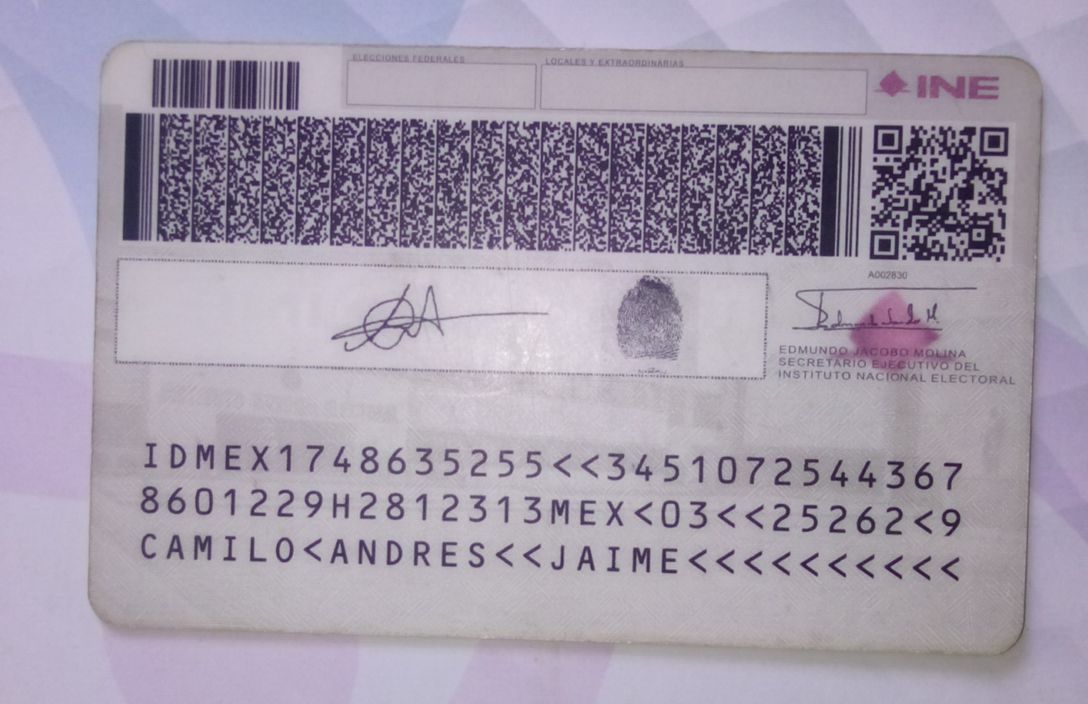 ELECCIONES FEDERALES
LOCALES Y EXTRAORDINARIAS
INE
A002830
EDMUNDO JACOBO MOLINA
SECRETARIO EJECUTIVO DEL
INSTITUTO NACIONAL ELECTORAL
IDMEX1748635255<<3451072544367
8601229H2812313MEX<03<<25262<9
CAMILO<ANDRES<<JAIME<<<<<<<<<<